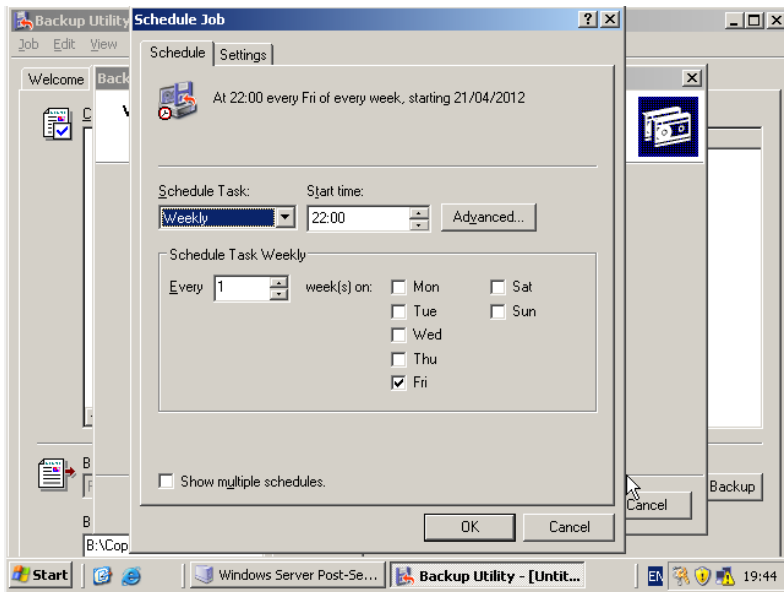 Backup Utility
Schedule Job
Job Edit View
Welcome
Back
Schedule
Settings
At 22:00 every Fri of every week, starting 21/04/2012
Schedule Task:
Start time:
Weekly
22:00
Advanced...
Schedule Task Weekly
Every 1 week(s) on:
Mon
Sat
Tue
Sun
Wed
Thu
Fri
Show multiple schedules.
OK
Cancel
Cancel
Backup
B
B
B:\Cop
Start
Windows Server Post-Se...
Backup Utility - [Untit...
EN
19:44